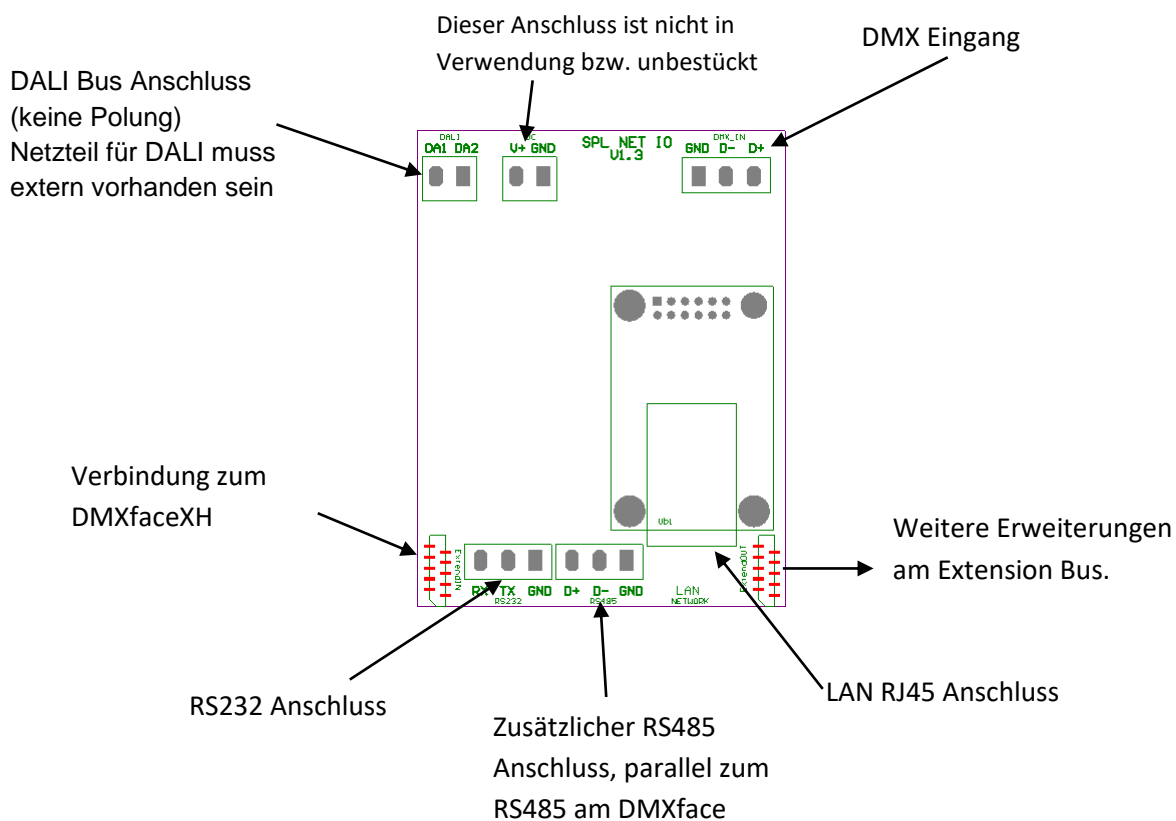 Dieser Anschluss ist nicht in
Verwendung bzw. unbestückt
DMX Eingang
DALI Bus Anschluss
(keine Polung)
Netzteil für DALI muss
extern vorhanden sein
DALI
DA1 DA2
V+ GND
SPL NET IO
V1.3
DMX_IN
GND D- D+
Verbindung zum
DMXfaceXH
Weitere Erweiterungen
am Extension Bus.
ExtendIN
ExtendOUT
RX TX GND
RS232
D+ D- GND
RS485
LAN
NETWORK
RS232 Anschluss
LAN RJ45 Anschluss
Zusätzlicher RS485
Anschluss, parallel zum
RS485 am DMXface